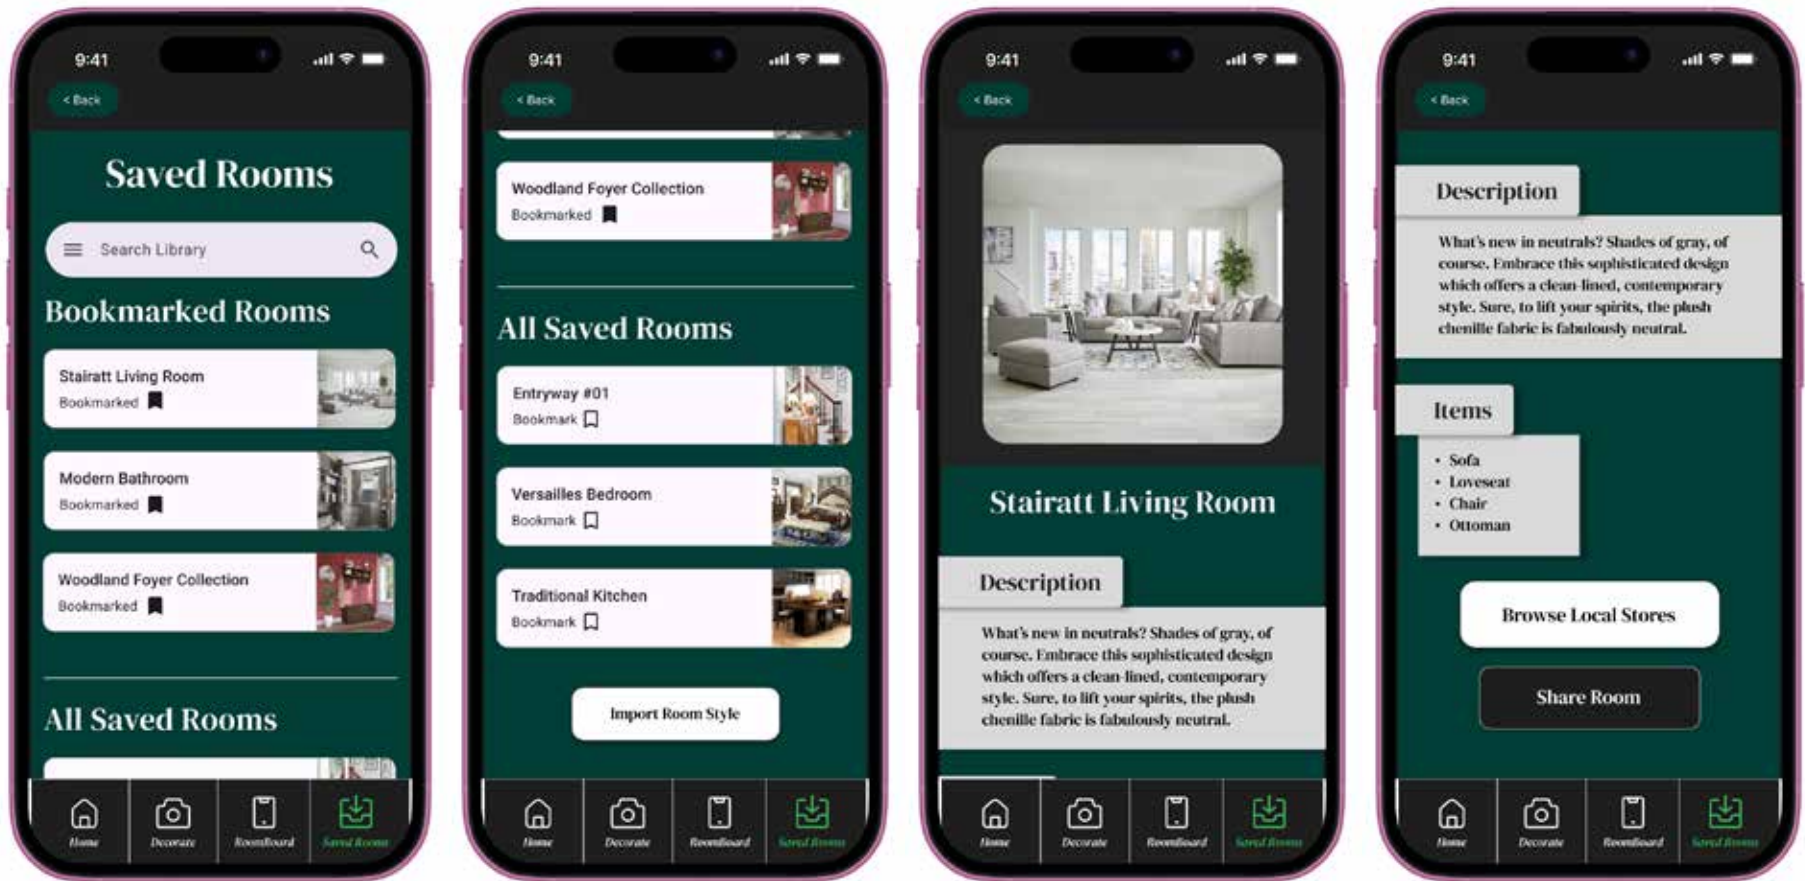 9:41
< Back
Saved Rooms
Search Library
Bookmarked Rooms
Stairatt Living Room
Bookmarked
Modern Bathroom
Bookmarked
Woodland Foyer Collection
Bookmarked
All Saved Rooms
Home
Decorate
RoomBoard
Saved Rooms
9:41
< Back
Woodland Foyer Collection
Bookmarked
All Saved Rooms
Entryway #01
Bookmark
Versailles Bedroom
Bookmark
Traditional Kitchen
Bookmark
Import Room Style
Home
Decorate
RoomBoard
Saved Rooms
9:41
< Back
Stairatt Living Room
Description
What's new in neutrals? Shades of gray, of
course. Embrace this sophisticated design
which offers a clean-lined, contemporary
style. Sure, to lift your spirits, the plush
chenille fabric is fabulously neutral.
Home
Decorate
RoomBoard
Saved Rooms
9:41
< Back
Description
What's new in neutrals? Shades of gray, of
course. Embrace this sophisticated design
which offers a clean-lined, contemporary
style. Sure, to lift your spirits, the plush
chenille fabric is fabulously neutral.
Items
• Sofa
• Loveseat
• Chair
• Ottoman
Browse Local Stores
Share Room
Home
Decorate
RoomBoard
Saved Rooms